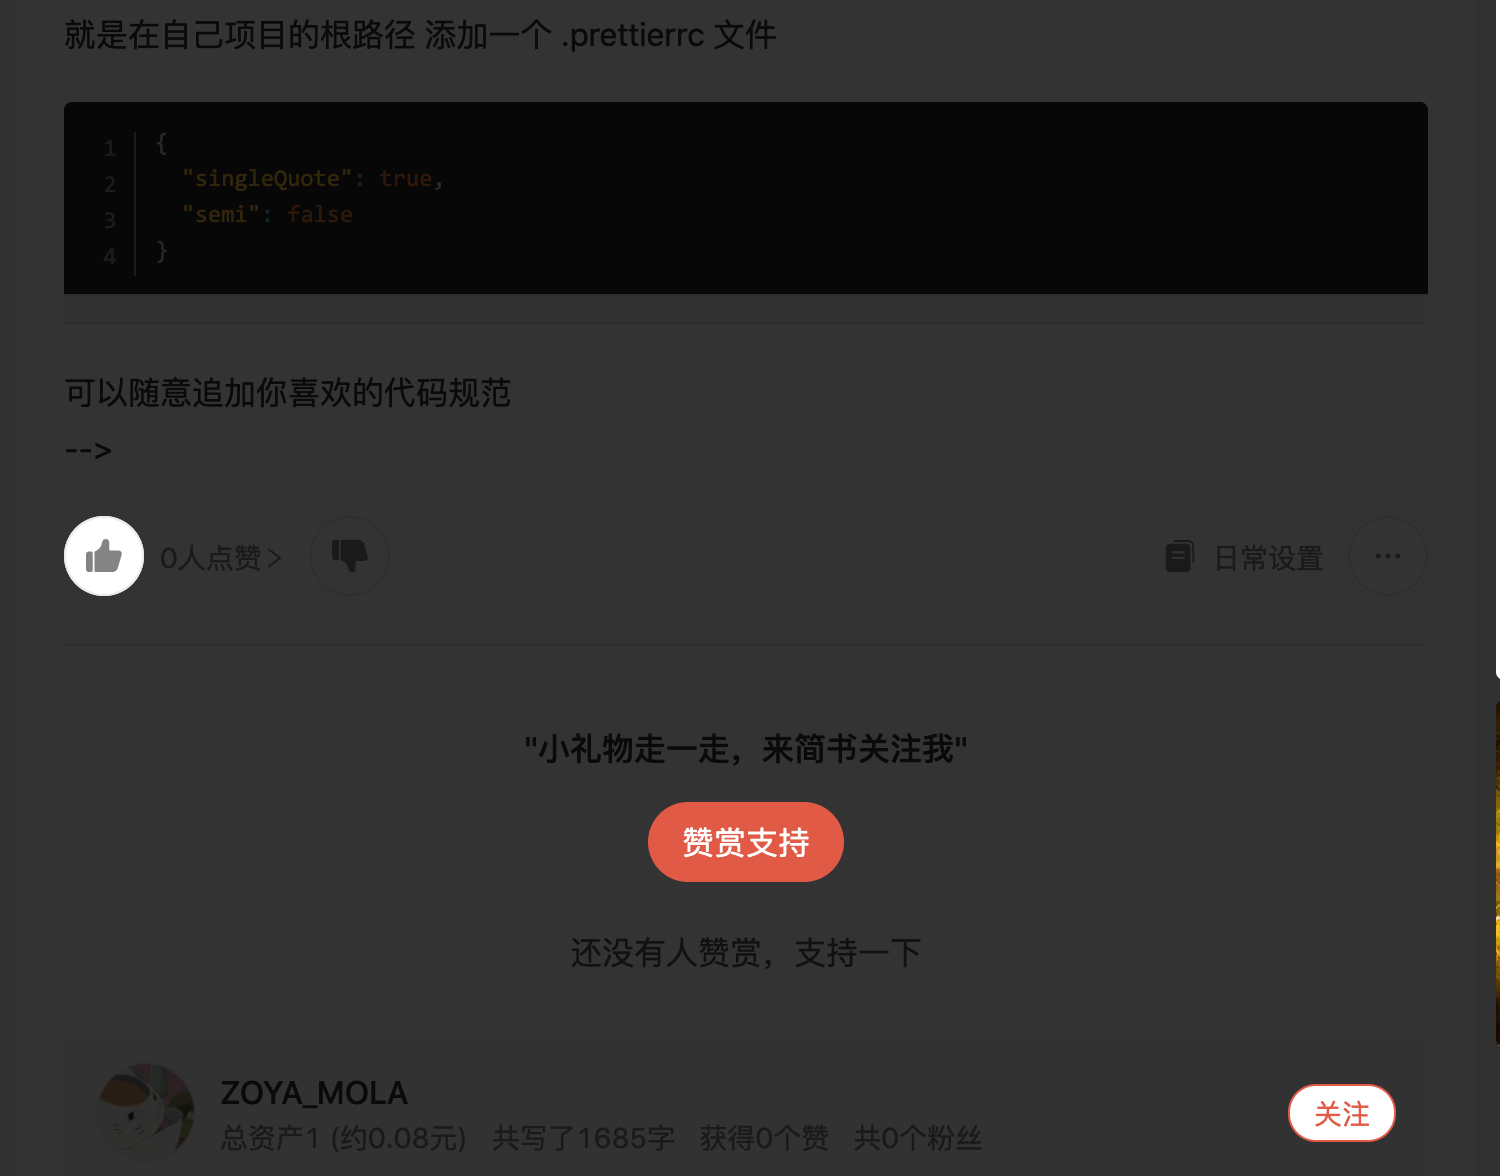 就是在自己项目的根路径 添加一个 .prettierrc 文件
1 {
2 "singleQuote": true,
3 "semi": false
4 }
可以随意追加你喜欢的代码规范
-->
0人点赞>
日常设置
"小礼物走一走，来简书关注我"
赞赏支持
还没有人赞赏，支持一下
ZOYA_MOLA
关注
总资产1 (约0.08元) 共写了1685字 获得0个赞 共0个粉丝